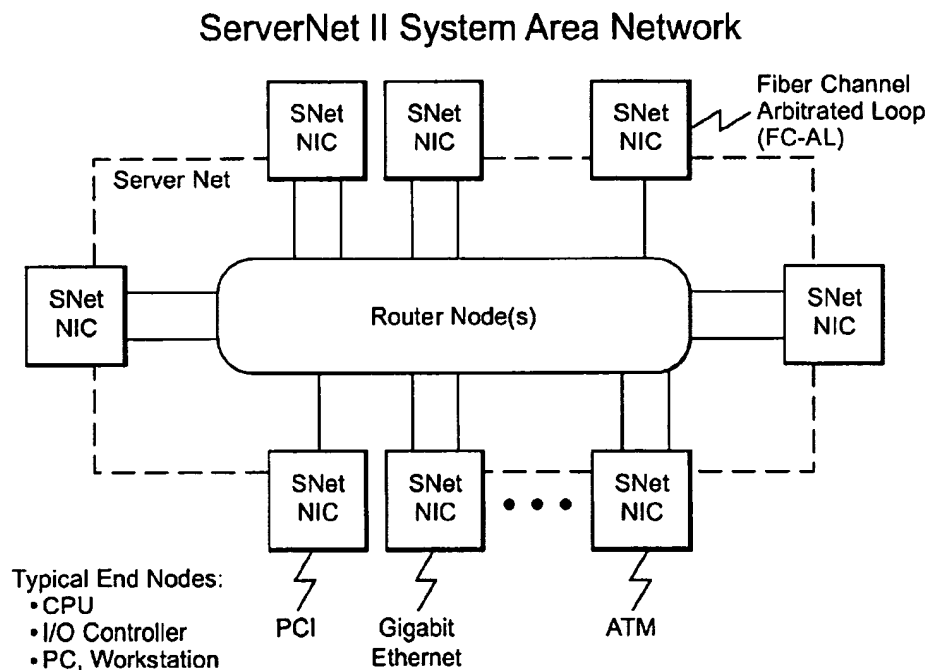 ServerNet II System Area Network
SNet
NIC
SNet
NIC
SNet
NIC
Fiber Channel
Arbitrated Loop
(FC-AL)
Server Net
SNet
NIC
Router Node(s)
SNet
NIC
SNet
NIC
SNet
NIC
SNet
NIC
Typical End Nodes:
• CPU
• I/O Controller
• PC, Workstation
PCI
Gigabit
Ethernet
ATM